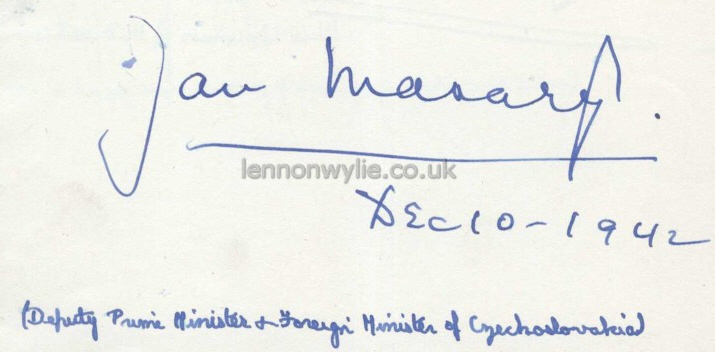 Jan Masaryk.
lennonwylie.co.uk
DEC 10 - 1942
(Deputy Prime Minister & Foreign Minister of Czechoslovakia)